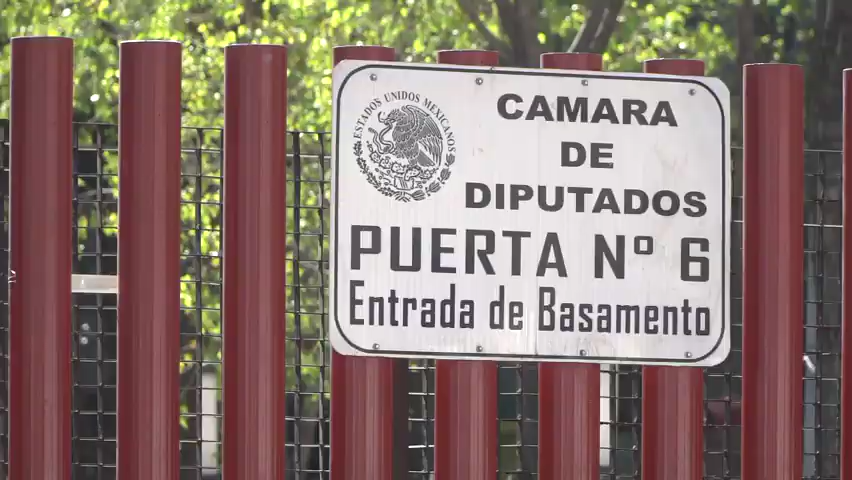 ESTADOS UNIDOS MEXICANOS
CAMARA
DE
DIPUTADOS
PUERTA Nº 6
Entrada de Basamento